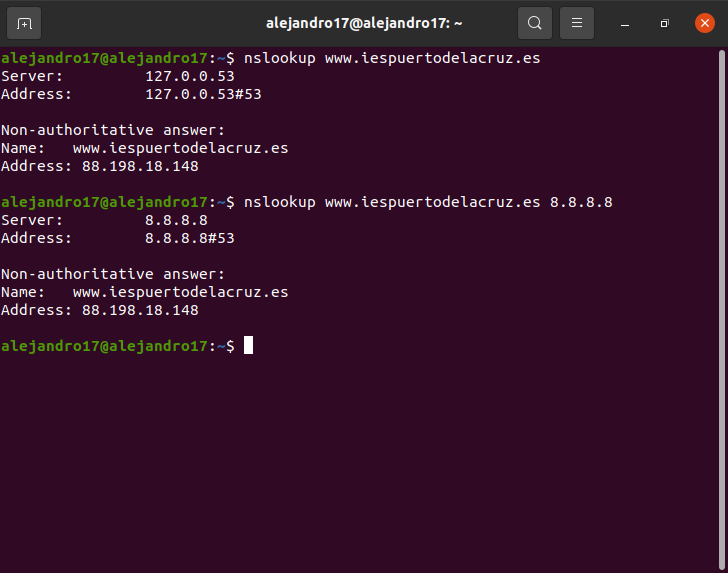 alejandro17@alejandro17: ~
alejandro17@alejandro17:~$ nslookup www.iespuertodelacruz.es
Server:         127.0.0.53
Address:        127.0.0.53#53

Non-authoritative answer:
Name:   www.iespuertodelacruz.es
Address: 88.198.18.148

alejandro17@alejandro17:~$ nslookup www.iespuertodelacruz.es 8.8.8.8
Server:         8.8.8.8
Address:        8.8.8.8#53

Non-authoritative answer:
Name:   www.iespuertodelacruz.es
Address: 88.198.18.148

alejandro17@alejandro17:~$